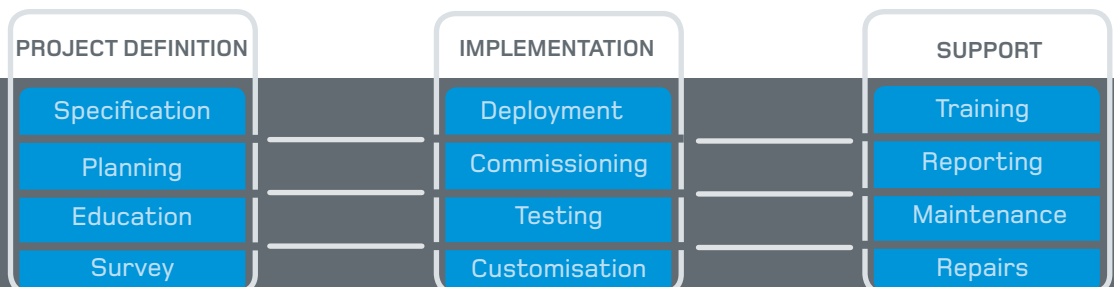 PROJECT DEFINITION
Specification
Planning
Education
Survey
IMPLEMENTATION
Deployment
Commissioning
Testing
Customisation
SUPPORT
Training
Reporting
Maintenance
Repairs